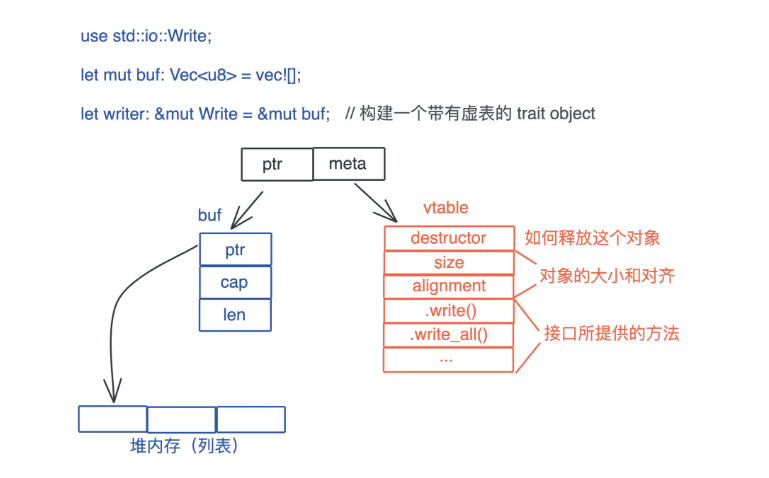 use std::io::Write;
let mut buf: Vec<u8> = vec![];
let writer: &mut Write = &mut buf; // 构建一个带有虚表的 trait object
ptr meta
buf
vtable
ptr
cap
len
destructor 如何释放这个对象
size
对象的大小和对齐
alignment
.write()
.write_all() 接口所提供的方法
...
堆内存（列表）